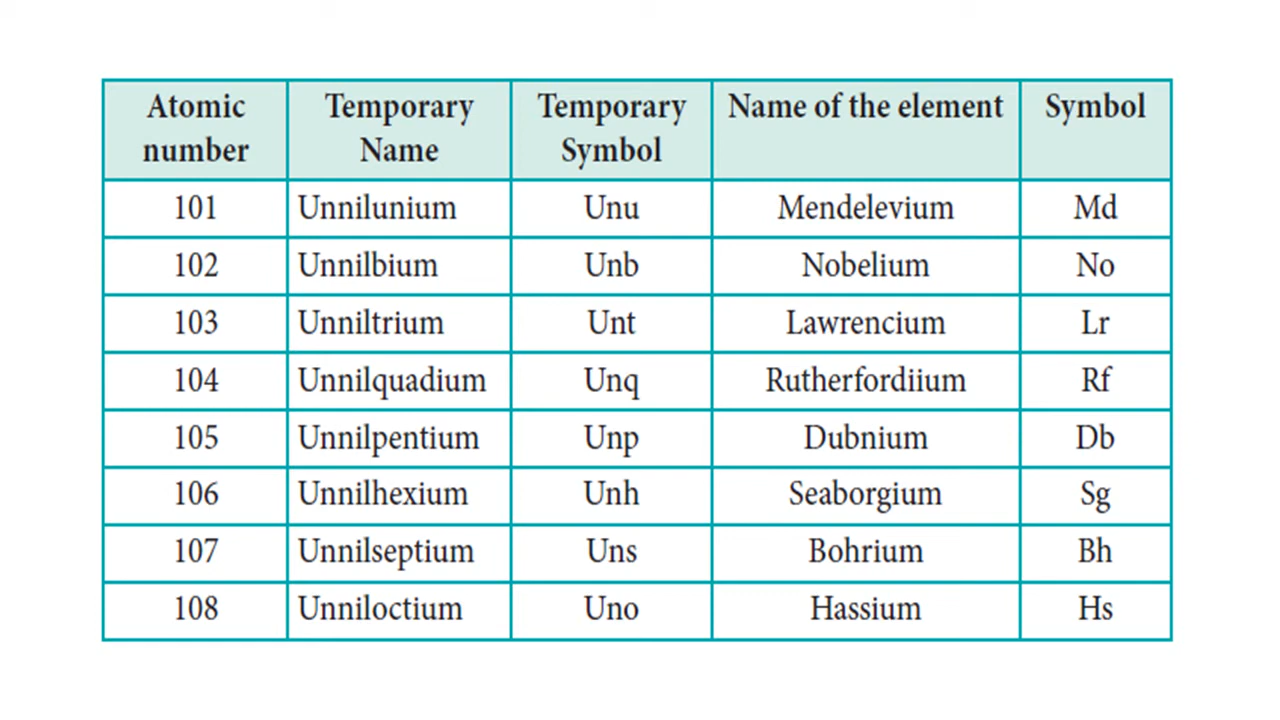 Atomic number Temporary Name Temporary Symbol Name of the element Symbol
101 Unnilunium Unu Mendelevium Md
102 Unnilbium Unb Nobelium No
103 Unniltrium Unt Lawrencium Lr
104 Unnilquadium Unq Rutherfordiium Rf
105 Unnilpentium Unp Dubnium Db
106 Unnilhexium Unh Seaborgium Sg
107 Unnilseptium Uns Bohrium Bh
108 Unniloctium Uno Hassium Hs